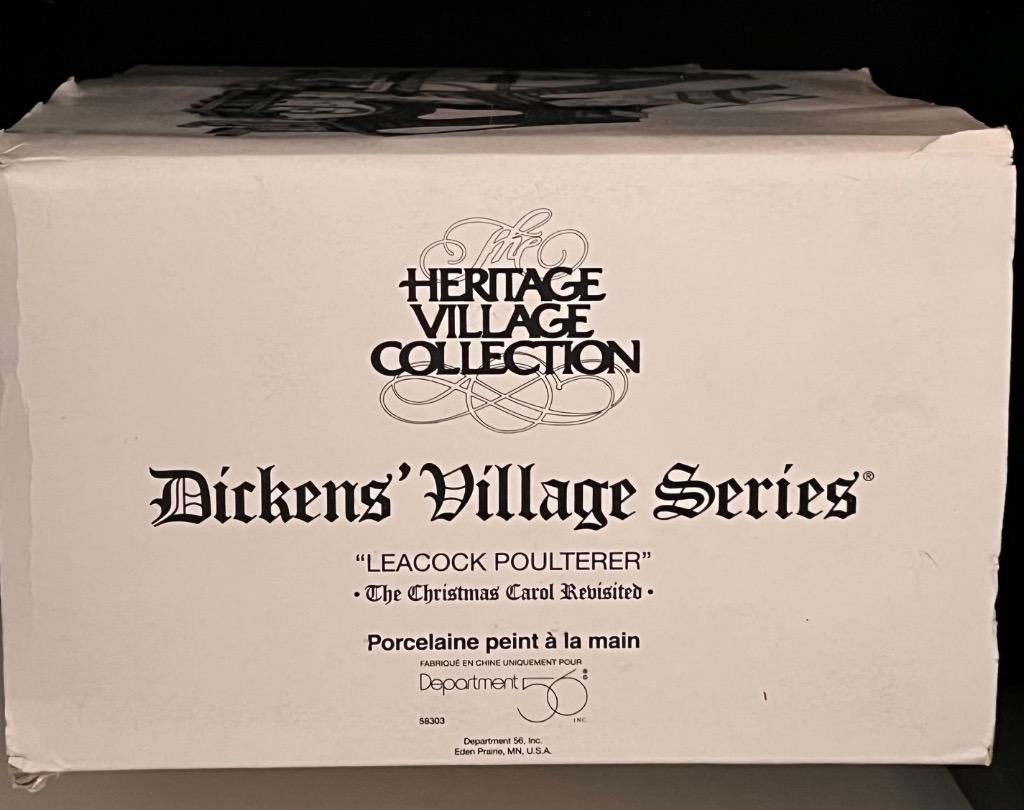 The
HERITAGE
VILLAGE
COLLECTION
Dickens' Village Series®
“LEACOCK POULTERER”
• The Christmas Carol Revisited •
Porcelaine peint à la main
FABRIQUÉ EN CHINE UNIQUEMENT POUR
Department 56®
INC.
58303
Department 56, Inc.
Eden Prairie, MN, U.S.A.